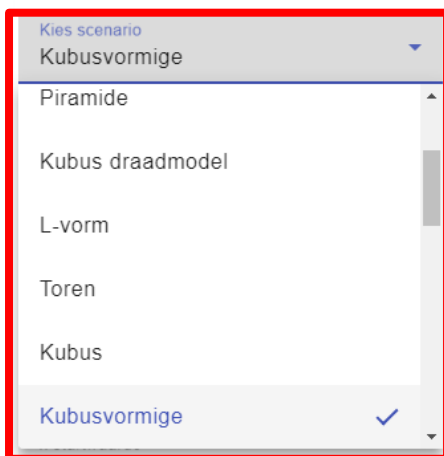 Kies scenario
Kubusvormige
Piramide
Kubus draadmodel
L-vorm
Toren
Kubus
Kubusvormige